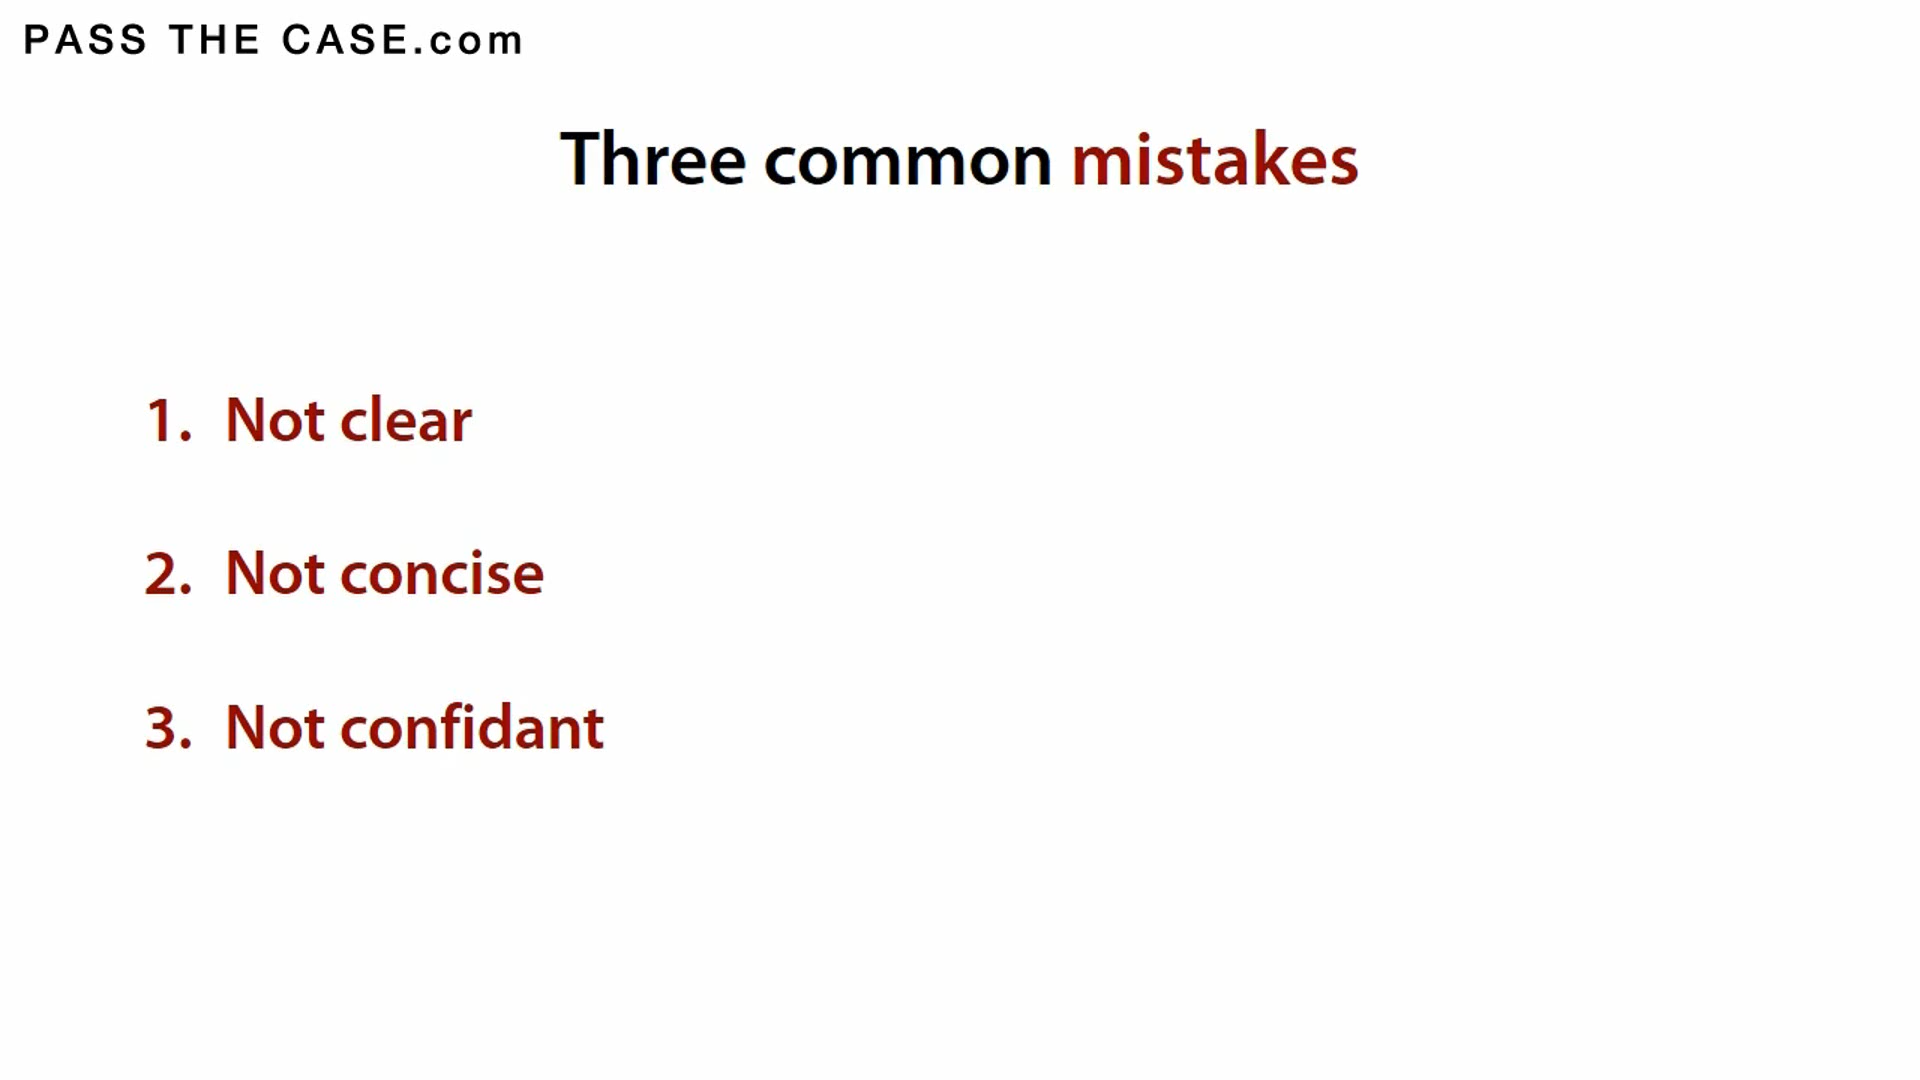 PASS THE CASE.com
Three common mistakes
1. Not clear
2. Not concise
3. Not confidant